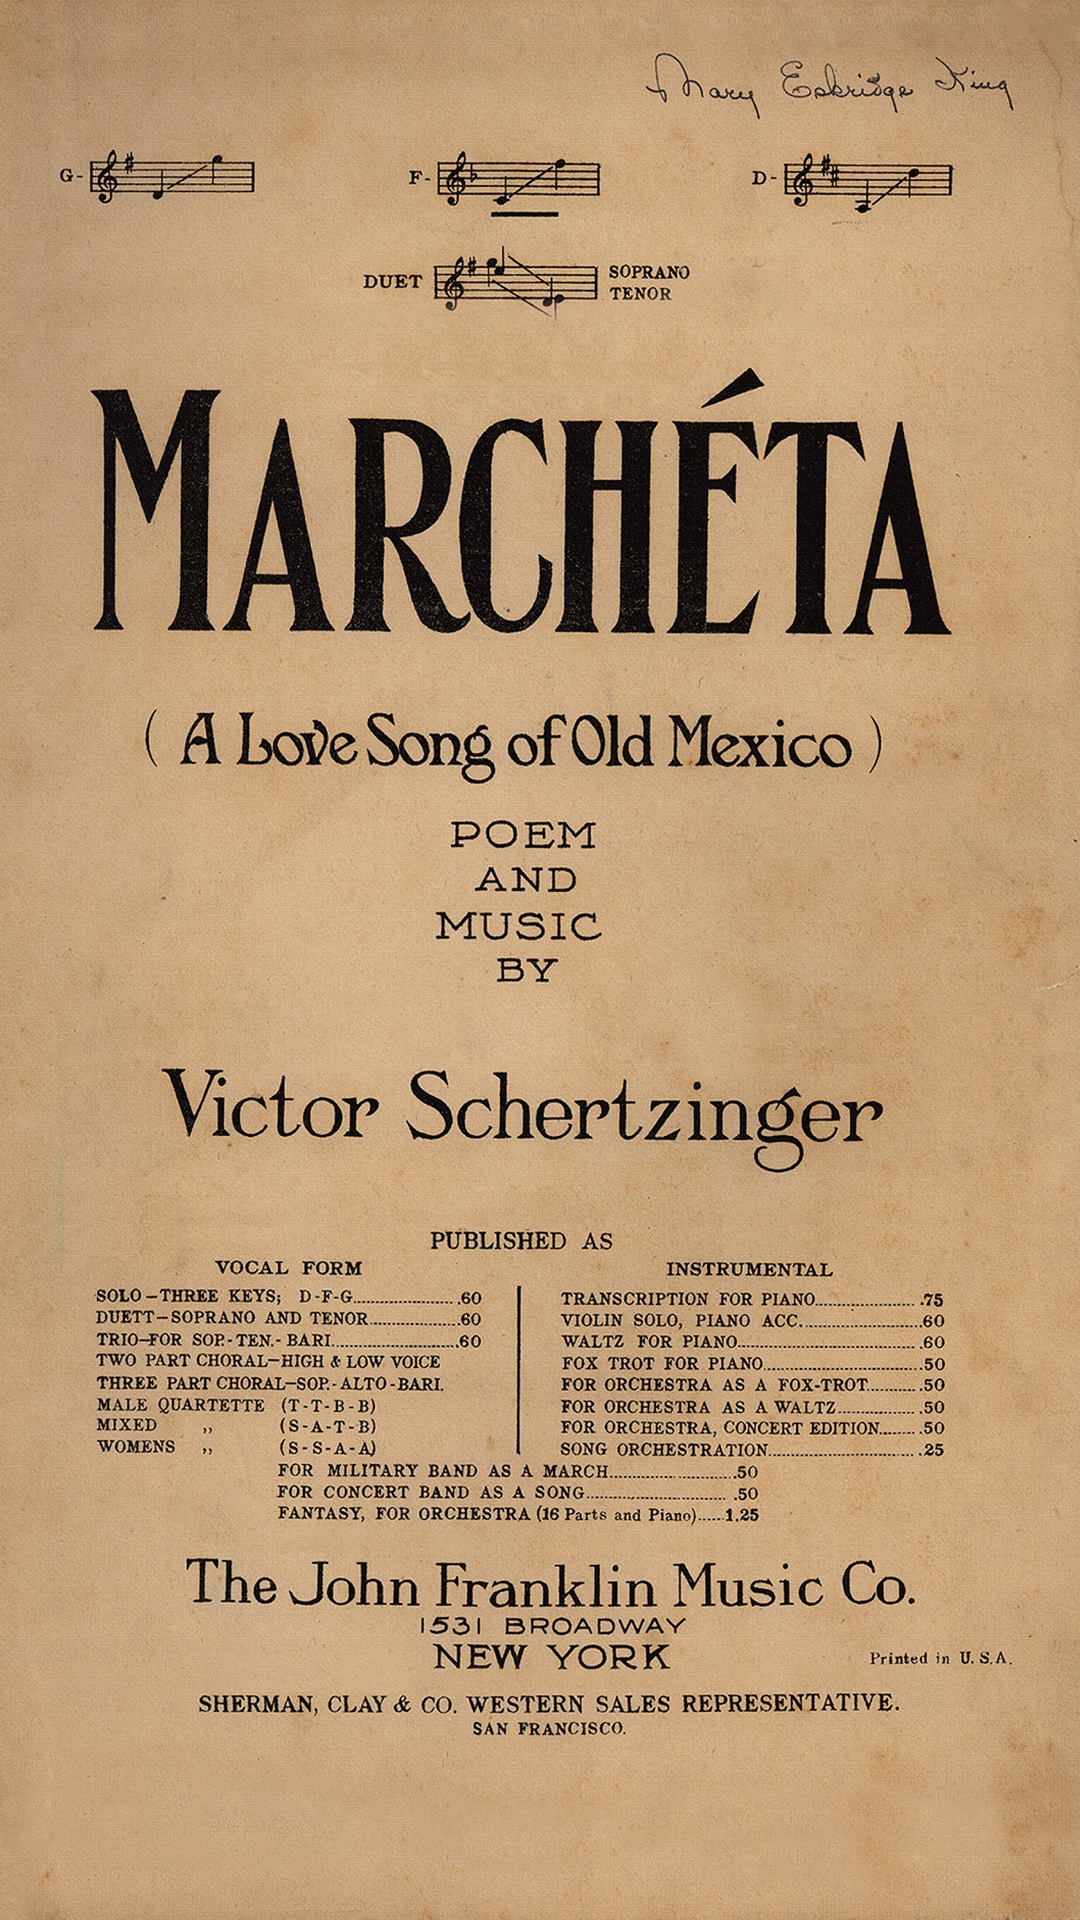 Mary Eskridge King
G-
F-
D-
DUET
SOPRANO
TENOR
MARCHÉTA
( A Love Song of Old Mexico )
POEM
AND
MUSIC
BY
Victor Schertzinger
PUBLISHED AS
VOCAL FORM
SOLO – THREE KEYS; D-F-G.......................60
DUETT – SOPRANO AND TENOR.......................60
TRIO–FOR SOP.- TEN.- BARI.......................60
TWO PART CHORAL–HIGH & LOW VOICE
THREE PART CHORAL–SOP.- ALTO - BARI.
MALE QUARTETTE (T-T-B-B)
MIXED ,, (S-A-T-B)
WOMENS ,, (S-S-A-A)
INSTRUMENTAL
TRANSCRIPTION FOR PIANO.......................75
VIOLIN SOLO, PIANO ACC.......................60
WALTZ FOR PIANO.......................60
FOX TROT FOR PIANO.......................50
FOR ORCHESTRA AS A FOX-TROT............50
FOR ORCHESTRA AS A WALTZ..................50
FOR ORCHESTRA, CONCERT EDITION.........50
SONG ORCHESTRATION.......................25
FOR MILITARY BAND AS A MARCH.......................50
FOR CONCERT BAND AS A SONG....................... .50
FANTASY, FOR ORCHESTRA (16 Parts and Piano)......1.25
The John Franklin Music Co.
1531 BROADWAY
NEW YORK
Printed in U. S. A.
SHERMAN, CLAY & CO. WESTERN SALES REPRESENTATIVE.
SAN FRANCISCO.